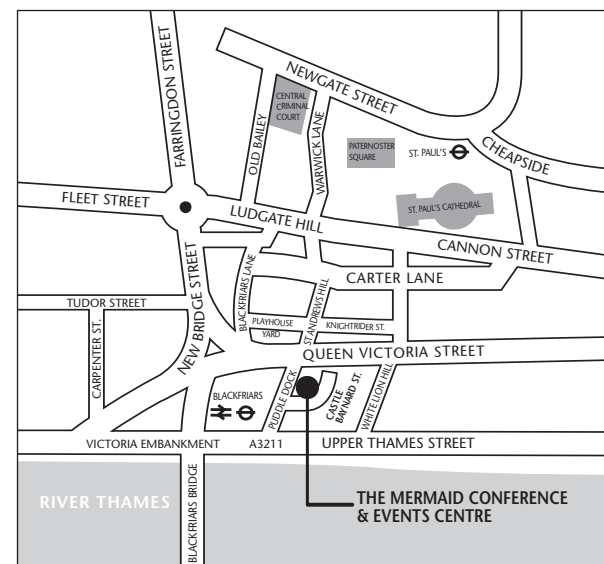 FARRINGDON STREET
NEWGATE STREET
CENTRAL
CRIMINAL
COURT
OLD BAILEY
WARWICK LANE
PATERNOSTER
SQUARE
ST. PAUL'S
CHEAPSIDE
FLEET STREET
LUDGATE HILL
ST. PAUL'S CATHEDRAL
CANNON STREET
NEW BRIDGE STREET
BLACKFRIARS LANE
CARTER LANE
ST ANDREWS HILL
TUDOR STREET
CARPENTER ST.
PLAYHOUSE
YARD
KNIGHTRIDER ST.
QUEEN VICTORIA STREET
BLACKFRIARS
PUDDLE DOCK
CASTLE
BAYNARD ST.
WHITE LION HILL
VICTORIA EMBANKMENT
A3211
UPPER THAMES STREET
BLACKFRIARS BRIDGE
RIVER THAMES
THE MERMAID CONFERENCE
& EVENTS CENTRE